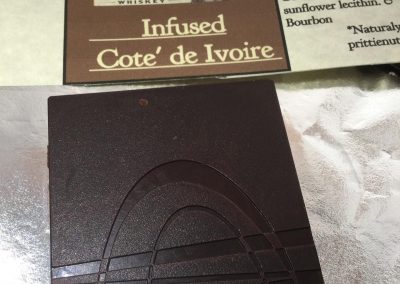 WHISKEY
Infused
Cote' de Ivoire
sunflower lecithin, &
Bourbon
*Naturaly
prittienut